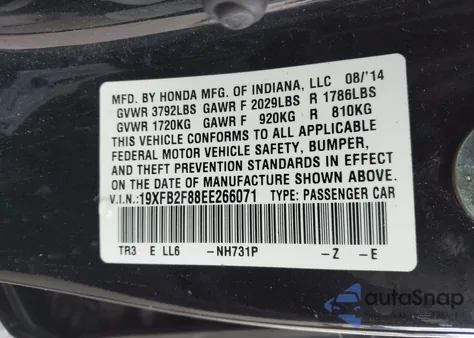 MFD. BY HONDA MFG. OF INDIANA, LLC 08/'14
GVWR 3792LBS GAWR F 2029LBS R 1786LBS
GVWR 1720KG GAWR F 920KG R 810KG
THIS VEHICLE CONFORMS TO ALL APPLICABLE
FEDERAL MOTOR VEHICLE SAFETY, BUMPER,
AND THEFT PREVENTION STANDARDS IN EFFECT
ON THE DATE OF MANUFACTURE SHOWN ABOVE.
V.I.N.:19XFB2F88EE266071 TYPE: PASSENGER CAR
TR3 E LL6 -NH731P -Z -E
autoSnap